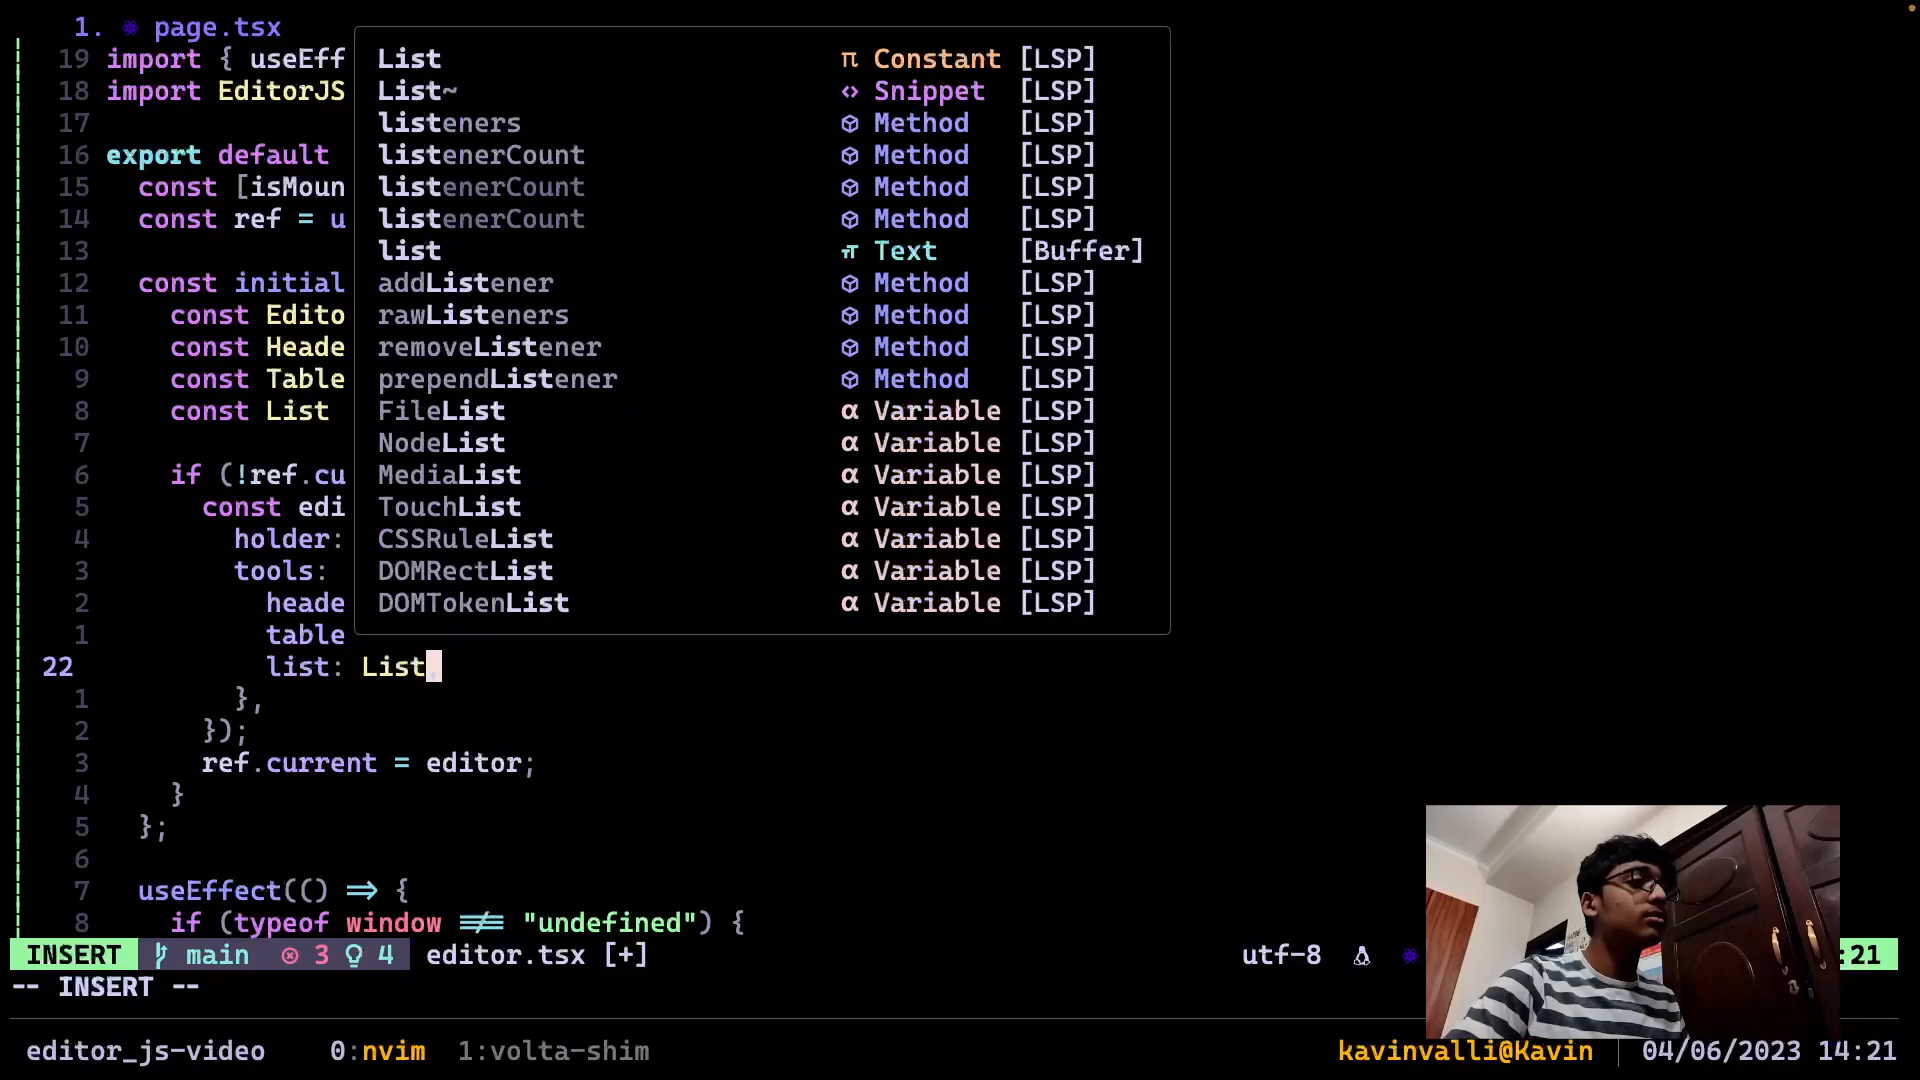 1. page.tsx
19 import { useEff
18 import EditorJS
17
16 export default
15 const [isMoun
14 const ref = u
13
12 const initial
11 const Edito
10 const Heade
9 const Table
8 const List
7
6 if (!ref.cu
5 const edi
4 holder:
3 tools:
2 heade
1 table
22 list: List,
1 },
2 });
3 ref.current = editor;
4 }
5 };
6
7 useEffect(() => {
8 if (typeof window !== "undefined") {
List π Constant [LSP]
List~ <> Snippet [LSP]
listeners Method [LSP]
listenerCount Method [LSP]
listenerCount Method [LSP]
listenerCount Method [LSP]
list Text [Buffer]
addListener Method [LSP]
rawListeners Method [LSP]
removeListener Method [LSP]
prependListener Method [LSP]
FileList α Variable [LSP]
NodeList α Variable [LSP]
MediaList α Variable [LSP]
TouchList α Variable [LSP]
CSSRuleList α Variable [LSP]
DOMRectList α Variable [LSP]
DOMTokenList α Variable [LSP]
INSERT main 3 4 editor.tsx [+] utf-8 :21
-- INSERT --
editor_js-video 0:nvim 1:volta-shim kavinvalli@Kavin 04/06/2023 14:21